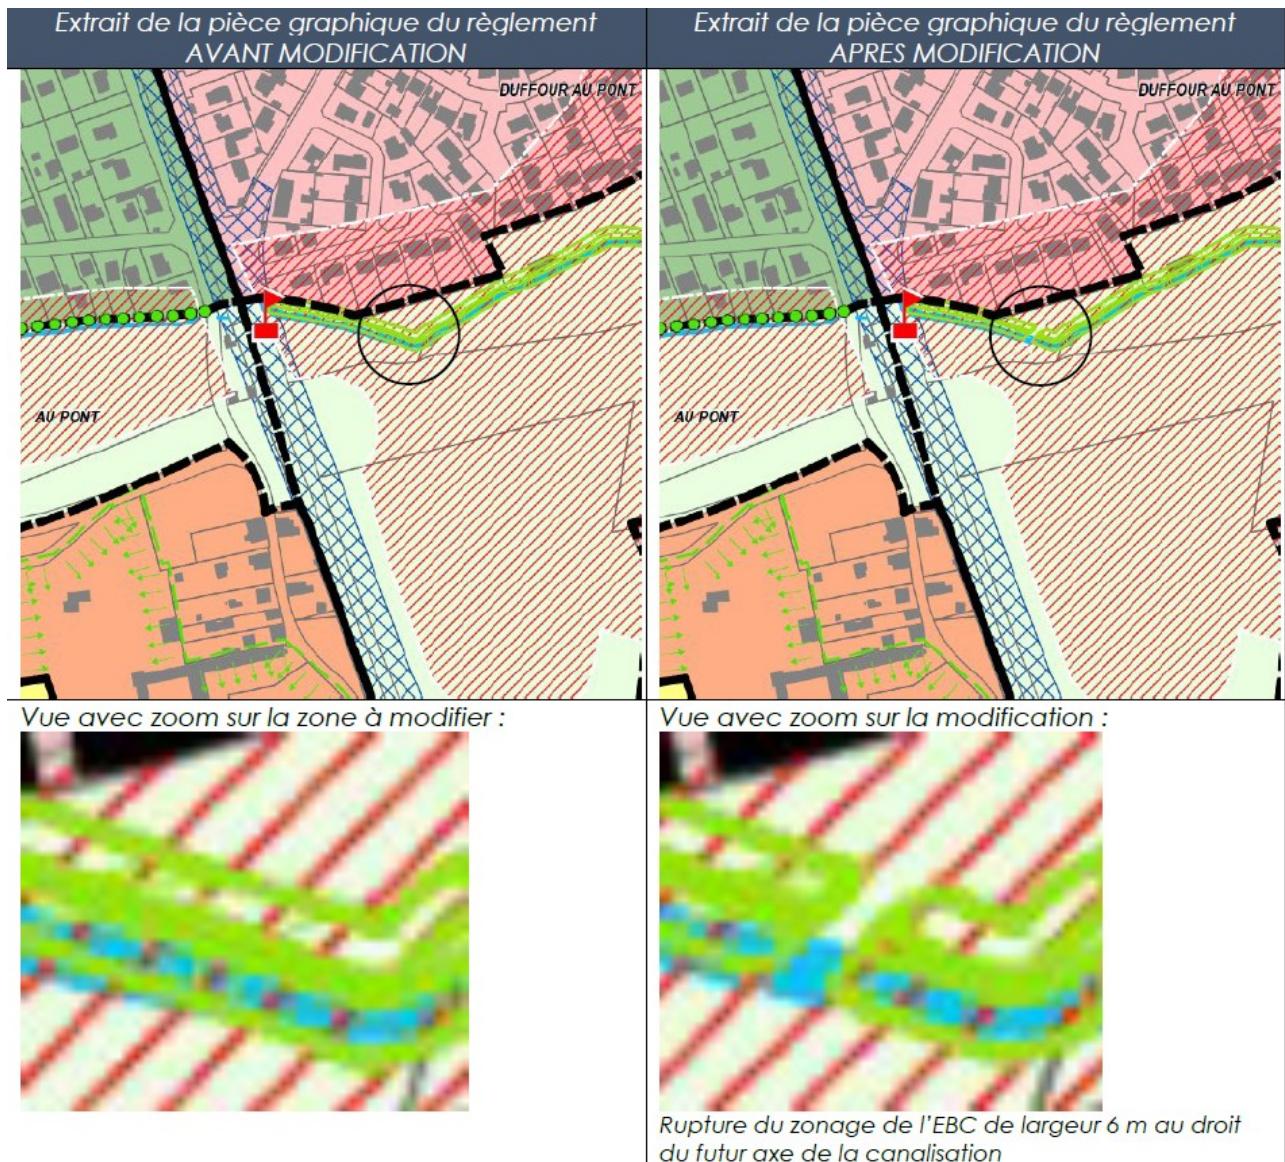 Extrait de la pièce graphique du règlement
AVANT MODIFICATION
Extrait de la pièce graphique du règlement
APRES MODIFICATION
DUFFOUR AU PONT
AU PONT
DUFFOUR AU PONT
AU PONT
Vue avec zoom sur la zone à modifier :
Vue avec zoom sur la modification :
Rupture du zonage de l'EBC de largeur 6 m au droit
du futur axe de la canalisation